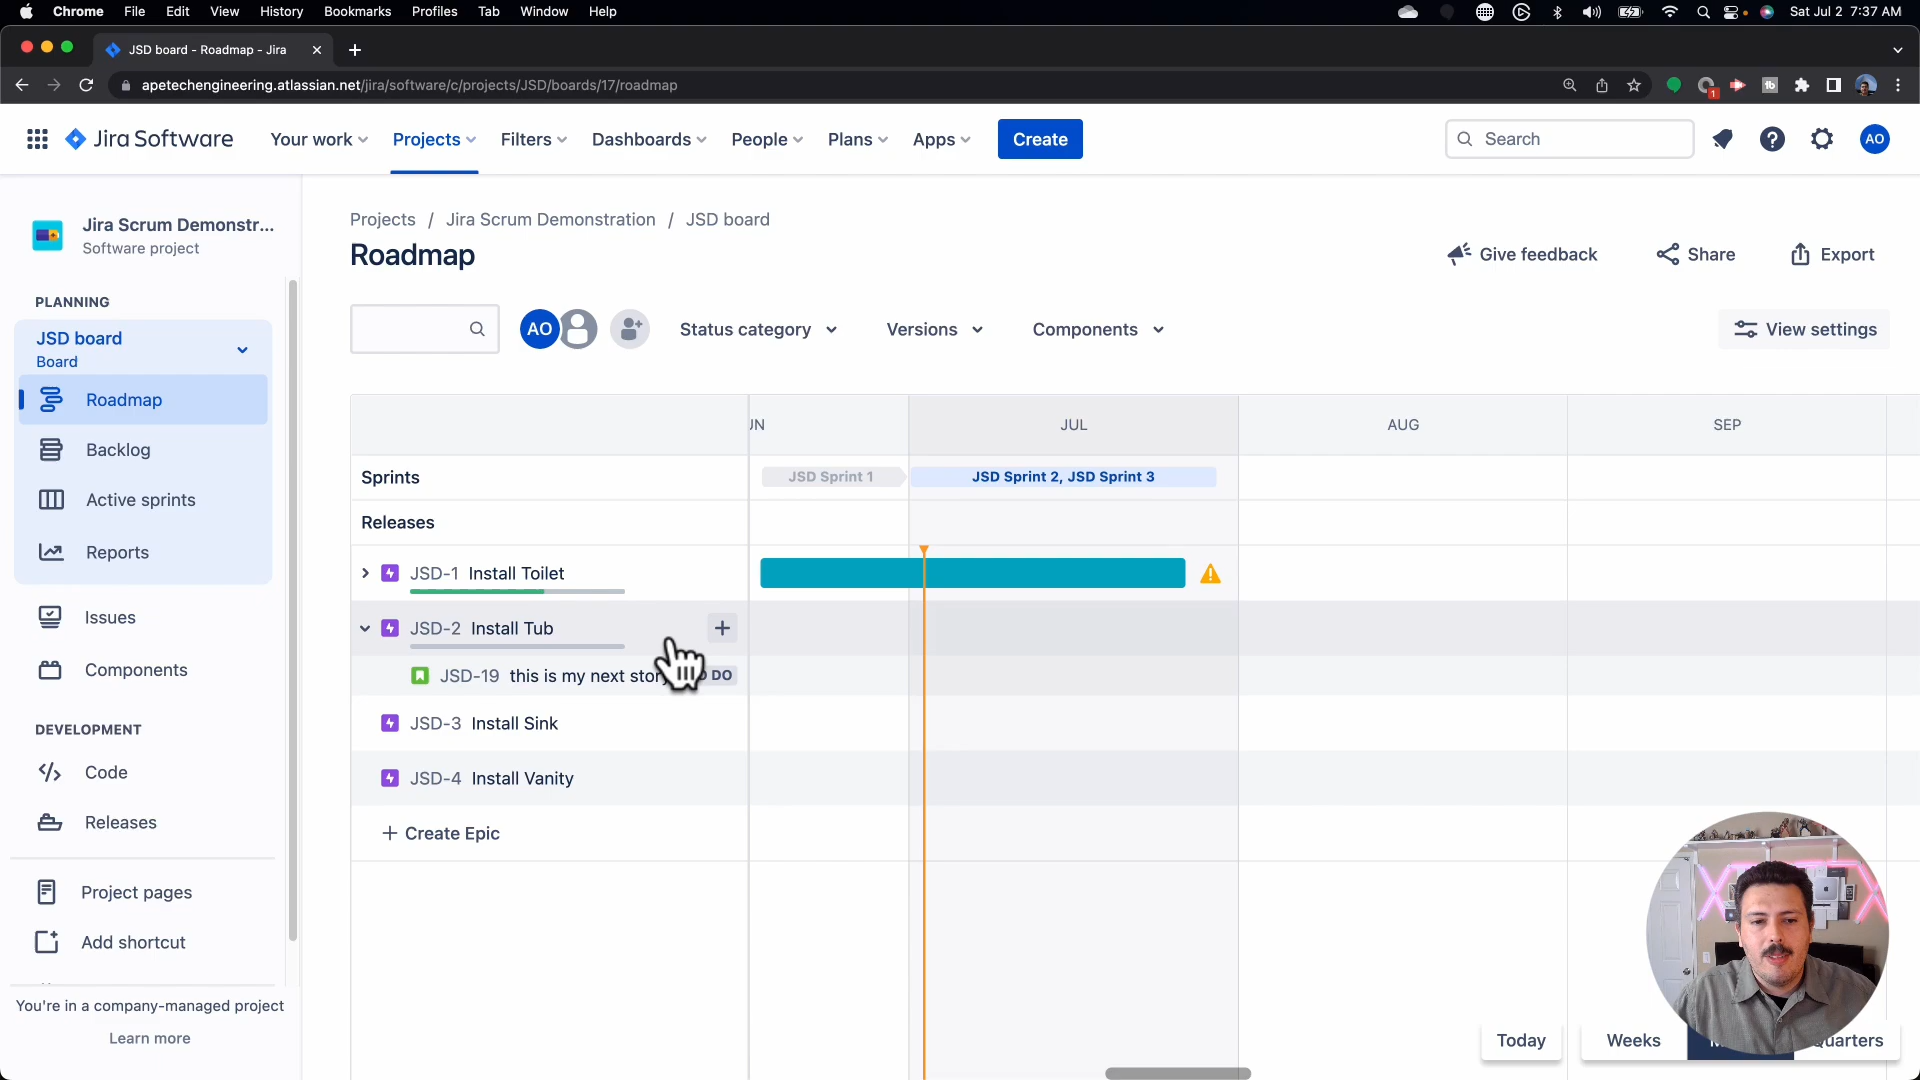 Chrome File Edit View History Bookmarks Profiles Tab Window Help
Sat Jul 2 7:37 AM
JSD board - Roadmap - Jira
apetechengineering.atlassian.net/jira/software/c/projects/JSD/boards/17/roadmap
1
tb
Jira Software
Your work
Projects
Filters
Dashboards
People
Plans
Apps
Create
Search
AO
Jira Scrum Demonstr...
Software project
PLANNING
JSD board
Board
Roadmap
Backlog
Active sprints
Reports
Issues
Components
DEVELOPMENT
Code
Releases
Project pages
Add shortcut
You're in a company-managed project
Learn more
Projects / Jira Scrum Demonstration / JSD board
Roadmap
Give feedback
Share
Export
AO
Status category
Versions
Components
View settings
JUL
AUG
SEP
Sprints
JSD Sprint 1
JSD Sprint 2, JSD Sprint 3
Releases
JSD-1 Install Toilet
JSD-2 Install Tub
JSD-19 this is my next story
DO
JSD-3 Install Sink
JSD-4 Install Vanity
+ Create Epic
Today
Weeks